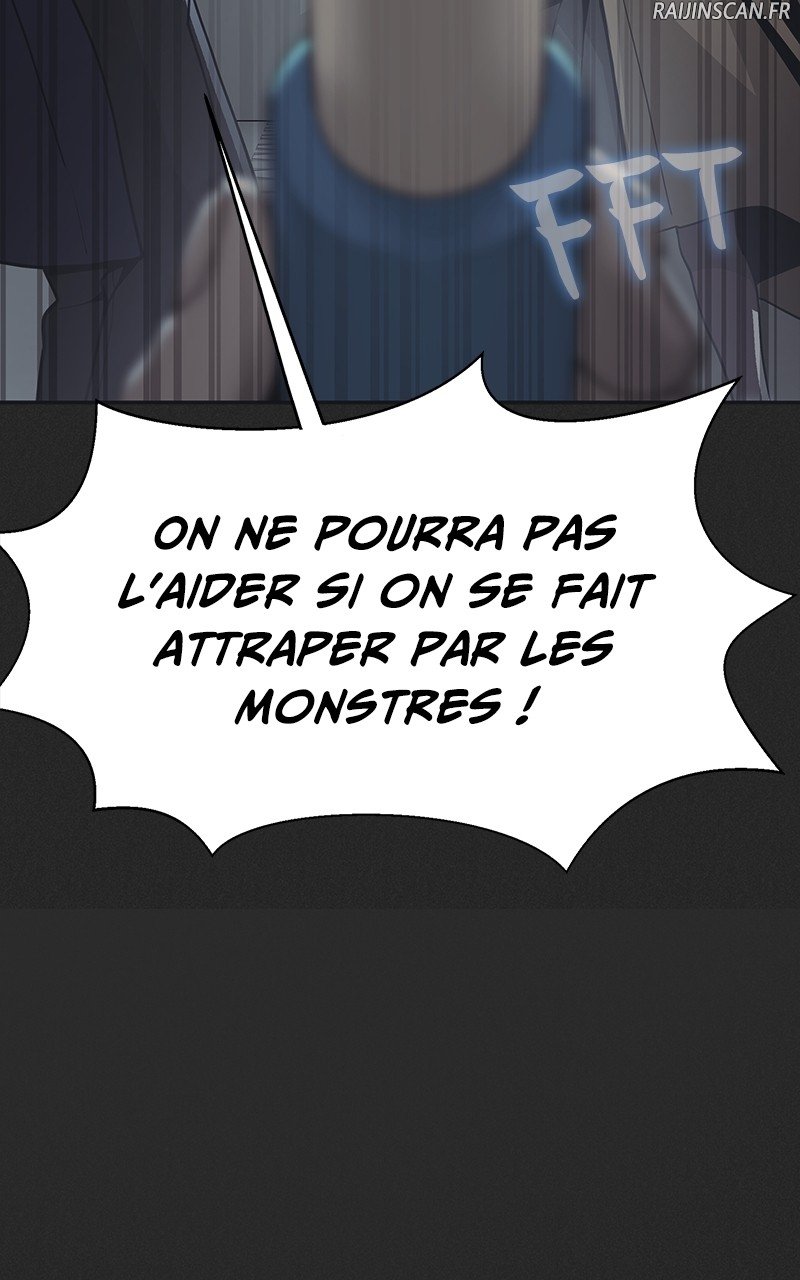 RAIJINSCAN.FR
FFT
ON NE POURRA PAS
L'AIDER SI ON SE FAIT
ATTRAPER PAR LES
MONSTRES !